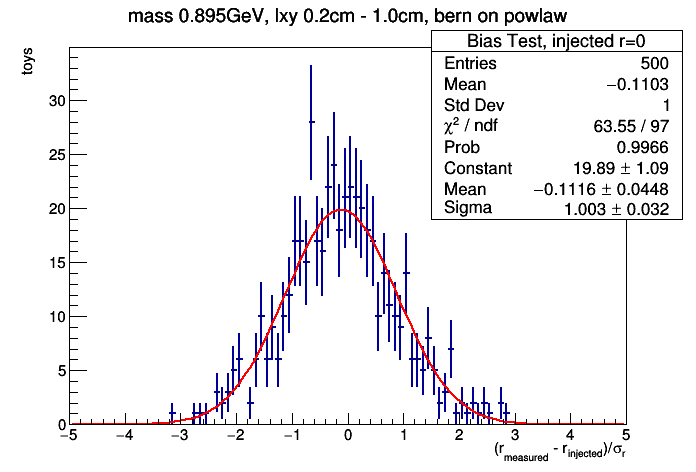 mass 0.895GeV, lxy 0.2cm - 1.0cm, bern on powlaw
Bias Test, injected r=0
Entries 500
Mean −0.1103
Std Dev 1
χ² / ndf 63.55 / 97
Prob 0.9966
Constant 19.89 ± 1.09
Mean −0.1116 ± 0.0448
Sigma 1.003 ± 0.032
toys
30
25
20
15
10
5
0
−5 −4 −3 −2 −1 0 1 2 3 4 5
(r_measured - r_injected)/σ_r